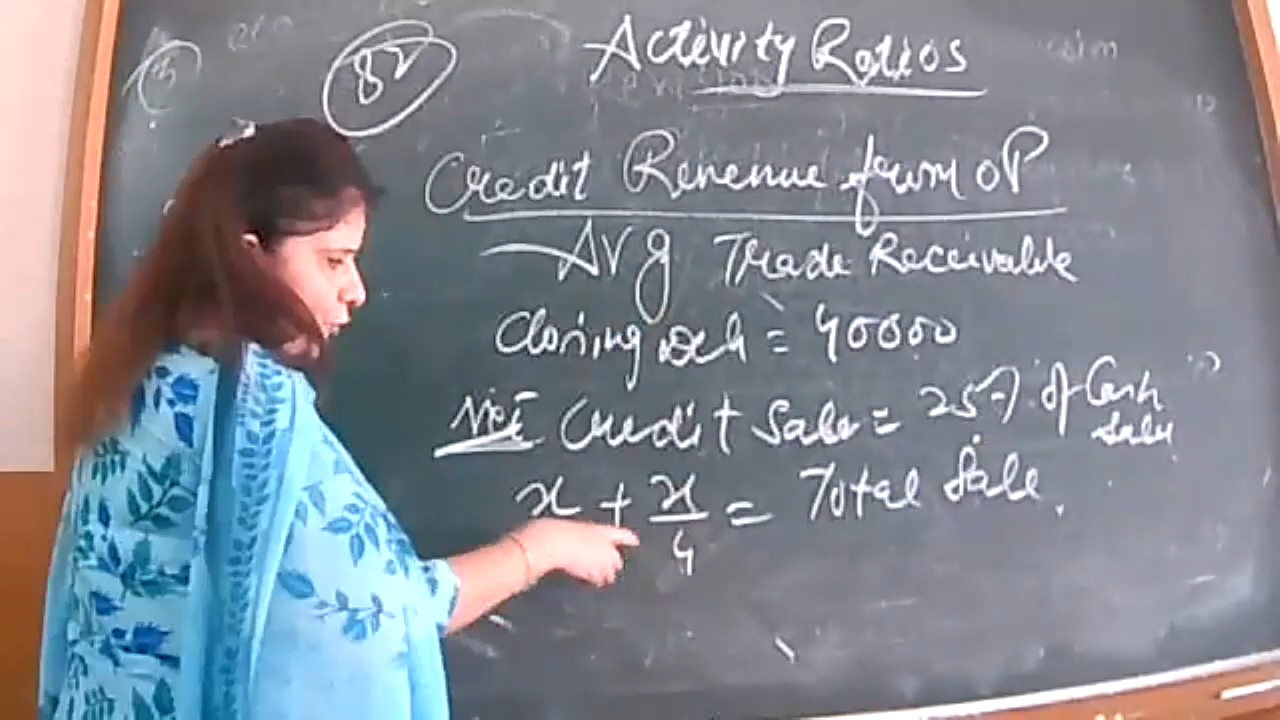 82
Activity Ratios
Credit Revenue from OP
Avg Trade Receivable
Closing = 40000
Net Credit Sale = 25% of Cash Sales
x + x/4 = Total Sale.